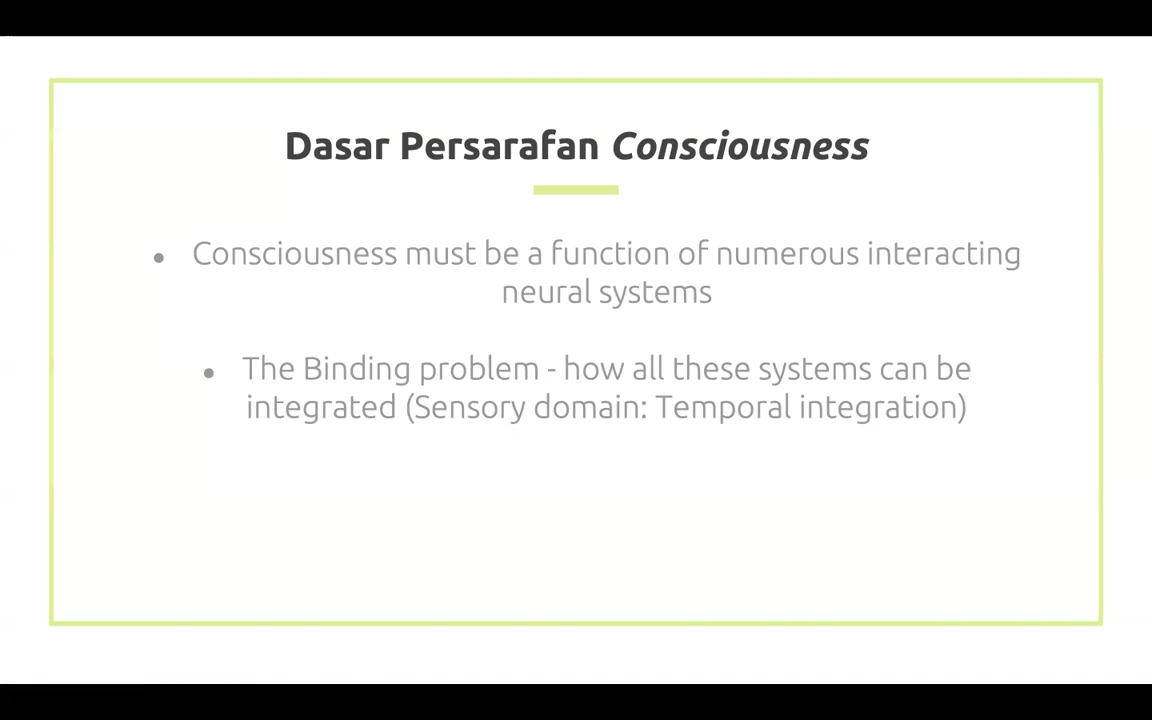 Dasar Persarafan Consciousness
● Consciousness must be a function of numerous interacting
neural systems
● The Binding problem - how all these systems can be
integrated (Sensory domain: Temporal integration)